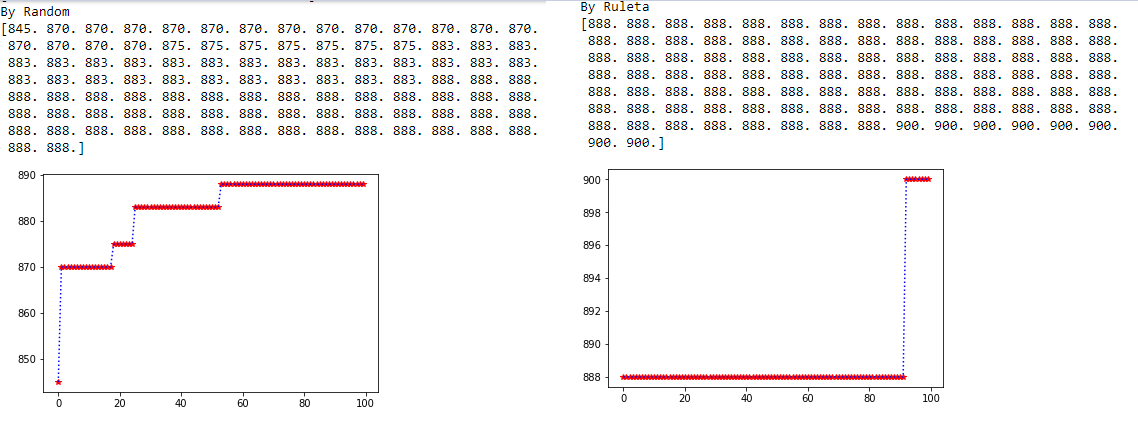 By Random
[845. 870. 870. 870. 870. 870. 870. 870. 870. 870. 870. 870. 870. 870.
870. 870. 870. 870. 875. 875. 875. 875. 875. 875. 875. 883. 883. 883.
883. 883. 883. 883. 883. 883. 883. 883. 883. 883. 883. 883. 883. 883.
883. 883. 883. 883. 883. 883. 883. 883. 883. 883. 883. 888. 888. 888.
888. 888. 888. 888. 888. 888. 888. 888. 888. 888. 888. 888. 888. 888.
888. 888. 888. 888. 888. 888. 888. 888. 888. 888. 888. 888. 888. 888.
888. 888. 888. 888. 888. 888. 888. 888. 888. 888. 888. 888. 888. 888.
888. 888.]
890
880
870
860
850
0 20 40 60 80 100
By Ruleta
[888. 888. 888. 888. 888. 888. 888. 888. 888. 888. 888. 888. 888. 888.
888. 888. 888. 888. 888. 888. 888. 888. 888. 888. 888. 888. 888. 888.
888. 888. 888. 888. 888. 888. 888. 888. 888. 888. 888. 888. 888. 888.
888. 888. 888. 888. 888. 888. 888. 888. 888. 888. 888. 888. 888. 888.
888. 888. 888. 888. 888. 888. 888. 888. 888. 888. 888. 888. 888. 888.
888. 888. 888. 888. 888. 888. 888. 888. 888. 888. 888. 888. 888. 888.
888. 888. 888. 888. 888. 888. 888. 888. 900. 900. 900. 900. 900. 900.
900. 900.]
900
898
896
894
892
890
888
0 20 40 60 80 100